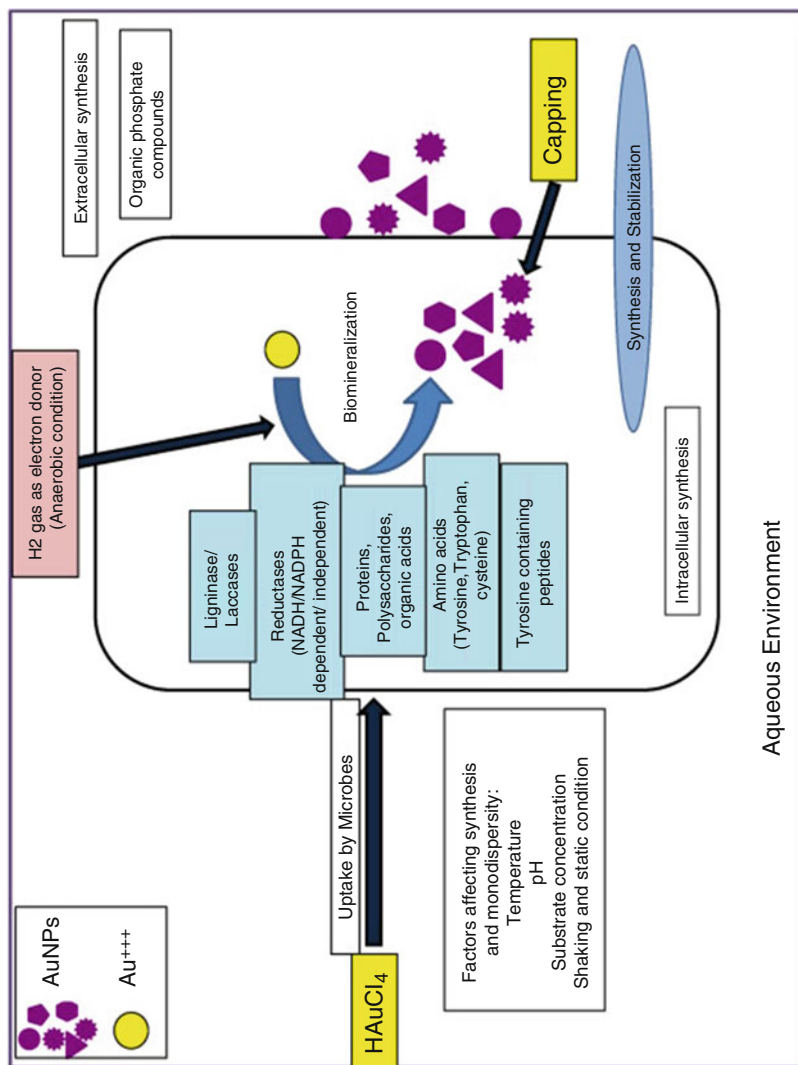 AuNPs
Au⁺⁺⁺
H2 gas as electron donor
(Anaerobic condition)
Extracellular synthesis
Organic phosphate
compounds
HAuCl₄
Uptake by Microbes
Ligninase/
Laccases
Reductases
(NADH/NADPH
dependent/ independent)
Proteins,
Polysaccharides,
organic acids
Amino acids
(Tyrosine,Tryptophan,
cysteine)
Tyrosine containing
peptides
Biomineralization
Capping
Synthesis and Stabilization
Intracellular synthesis
Factors affecting synthesis
and monodispersity:
Temperature
pH
Substrate concentration
Shaking and static condition
Aqueous Environment